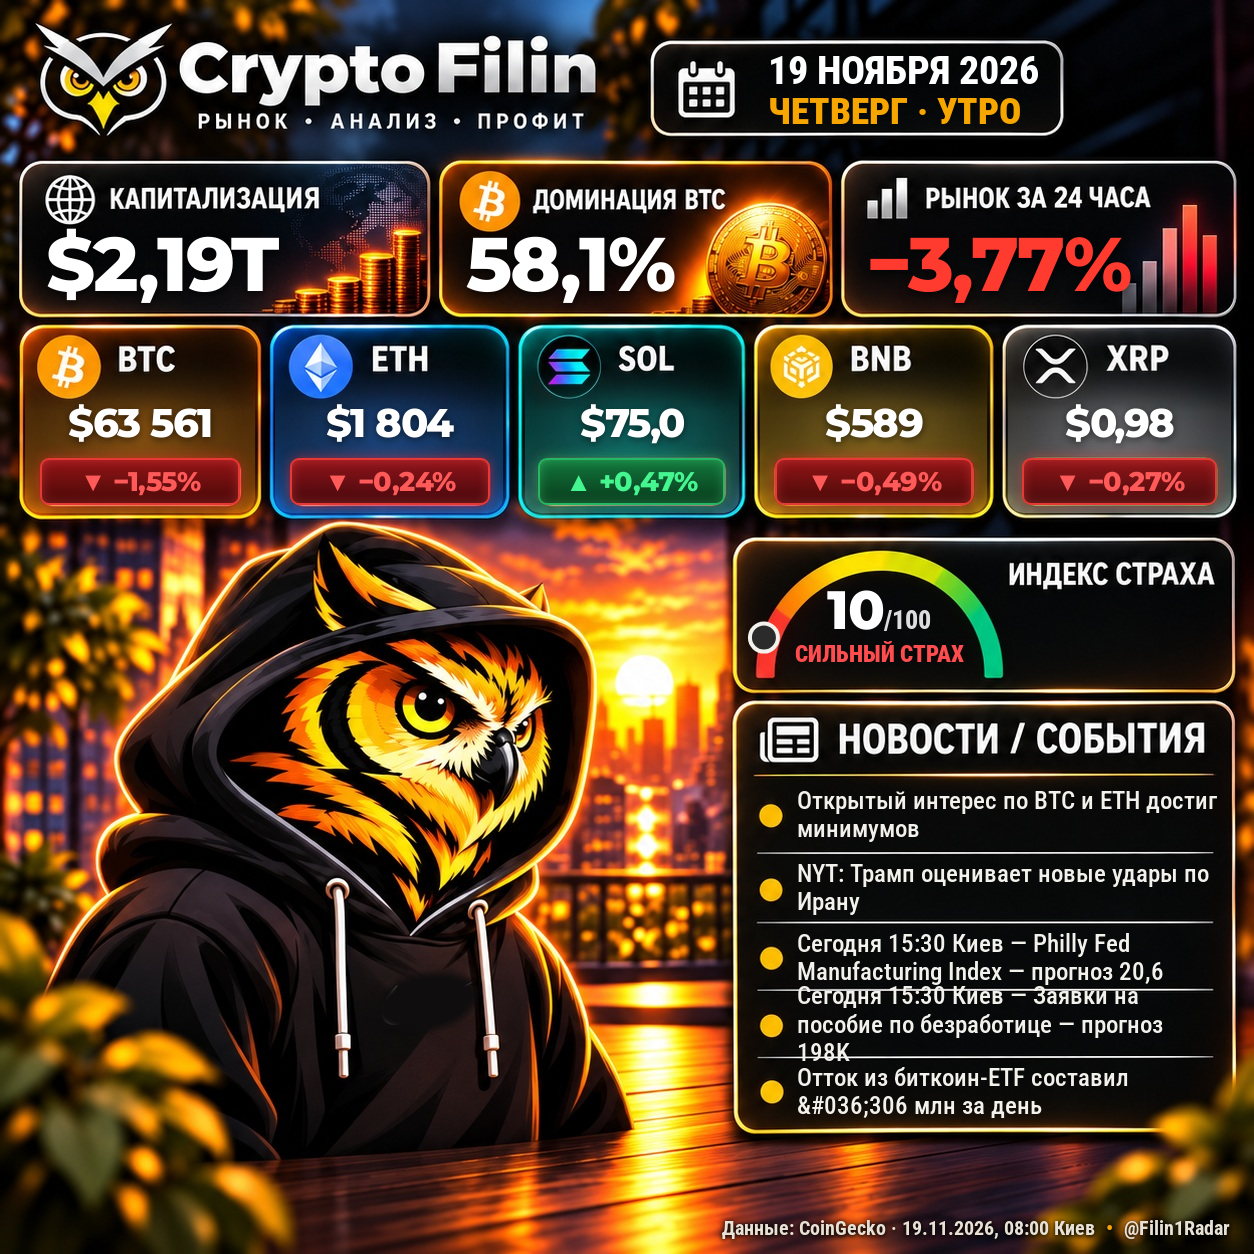 Crypto Filin
РЫНОК • АНАЛИЗ • ПРОФИТ
19 НОЯБРЯ 2026
ЧЕТВЕРГ · УТРО
КАПИТАЛИЗАЦИЯ
$2,19T
ДОМИНАЦИЯ BTC
58,1%
РЫНОК ЗА 24 ЧАСА
−3,77%
BTC
$63 561
▼ −1,55%
ETH
$1 804
▼ −0,24%
SOL
$75,0
▲ +0,47%
BNB
$589
▼ −0,49%
XRP
$0,98
▼ −0,27%
ИНДЕКС СТРАХА
10/100
СИЛЬНЫЙ СТРАХ
НОВОСТИ / СОБЫТИЯ
Открытый интерес по BTC и ETH достиг
минимумов
NYT: Трамп оценивает новые удары по
Ирану
Сегодня 15:30 Киев — Philly Fed
Manufacturing Index — прогноз 20,6
Сегодня 15:30 Киев — Заявки на
пособие по безработице — прогноз
198K
Отток из биткоин-ETF составил
&#036;306 млн за день
Данные: CoinGecko · 19.11.2026, 08:00 Киев • @Filin1Radar